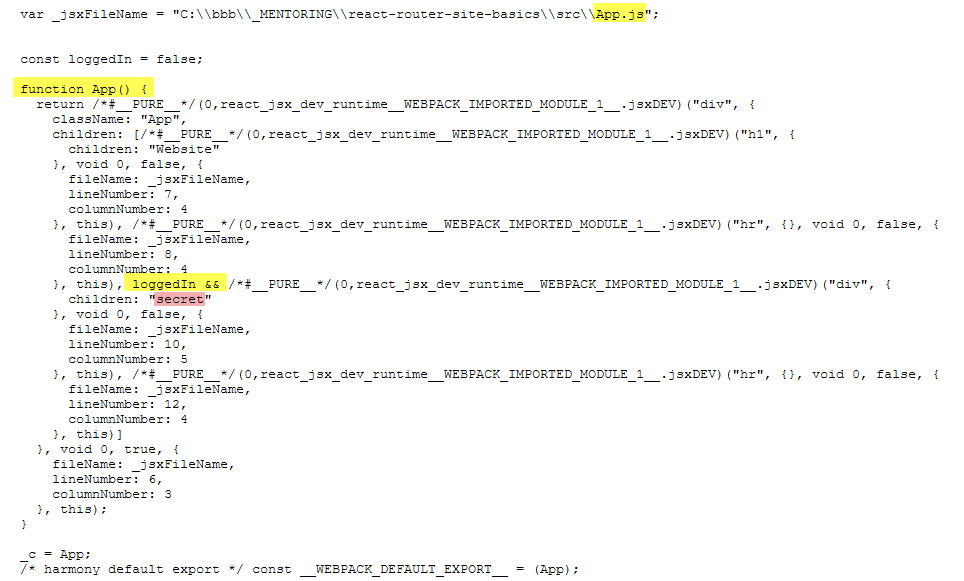 var _jsxFileName = "C:\\bbb\\_MENTORING\\react-router-site-basics\\src\\App.js";
const loggedIn = false;
function App() {
  return /*#__PURE__*/(0,react_jsx_dev_runtime__WEBPACK_IMPORTED_MODULE_1__.jsxDEV)("div", {
    className: "App",
    children: [/*#__PURE__*/(0,react_jsx_dev_runtime__WEBPACK_IMPORTED_MODULE_1__.jsxDEV)("h1", {
      children: "Website"
    }, void 0, false, {
      fileName: _jsxFileName,
      lineNumber: 7,
      columnNumber: 4
    }, this), /*#__PURE__*/(0,react_jsx_dev_runtime__WEBPACK_IMPORTED_MODULE_1__.jsxDEV)("hr", {}, void 0, false, {
      fileName: _jsxFileName,
      lineNumber: 8,
      columnNumber: 4
    }, this), loggedIn && /*#__PURE__*/(0,react_jsx_dev_runtime__WEBPACK_IMPORTED_MODULE_1__.jsxDEV)("div", {
      children: "secret"
    }, void 0, false, {
      fileName: _jsxFileName,
      lineNumber: 10,
      columnNumber: 5
    }, this), /*#__PURE__*/(0,react_jsx_dev_runtime__WEBPACK_IMPORTED_MODULE_1__.jsxDEV)("hr", {}, void 0, false, {
      fileName: _jsxFileName,
      lineNumber: 12,
      columnNumber: 4
    }, this)]
  }, void 0, true, {
    fileName: _jsxFileName,
    lineNumber: 6,
    columnNumber: 3
  }, this);
}
_c = App;
/* harmony default export */ const __WEBPACK_DEFAULT_EXPORT__ = (App);